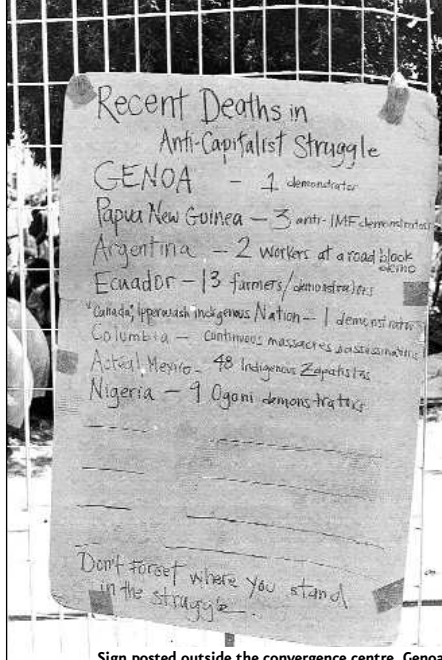 Recent Deaths in
Anti-Capitalist Struggle
GENOA - 1 demonstrator
Papua New Guinea - 3 anti-IMF demonstrators
Argentina - 2 workers at a road block
demo
Ecuador - 13 farmers/demonstrators
"Canada", Ipperwash indigenous Nation - 1 demonstrator
Columbia - continuous massacres & assassinations
Acteal, Mexico - 48 Indigenous Zapatistas
Nigeria - 9 Ogoni demonstrators
Don't Forget where you stand
in the struggle.
Sign posted outside the convergence centre, Genoa